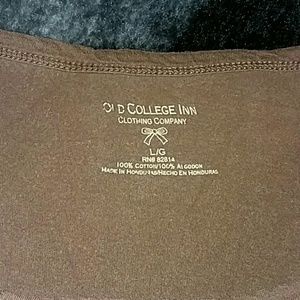 OLD COLLEGE INN
CLOTHING COMPANY
L/G
RN# 82814
100% COTTON/100% ALGODON
MADE IN HONDURAS/HECHO EN HONDURAS